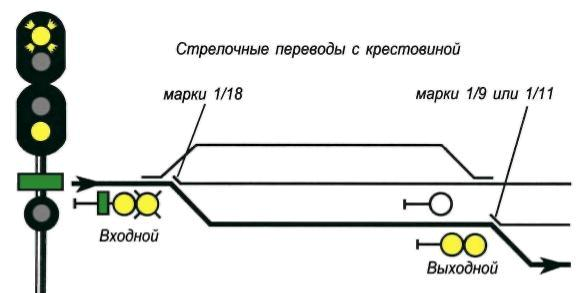 Стрелочные переводы с крестовиной
марки 1/18
марки 1/9 или 1/11
Входной
Выходной